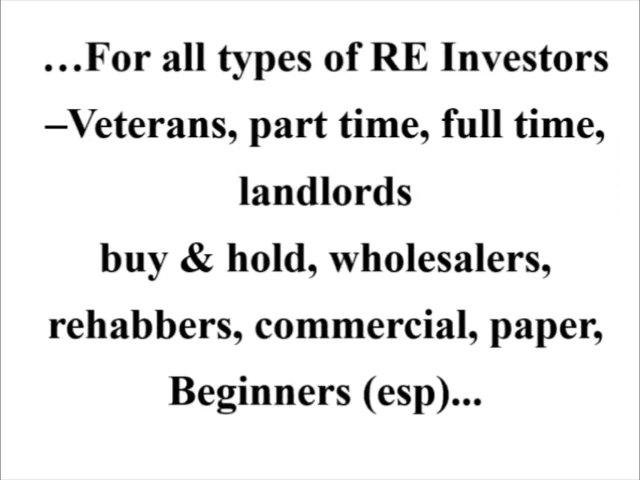 …For all types of RE Investors
–Veterans, part time, full time,
landlords
buy & hold, wholesalers,
rehabbers, commercial, paper,
Beginners (esp)...